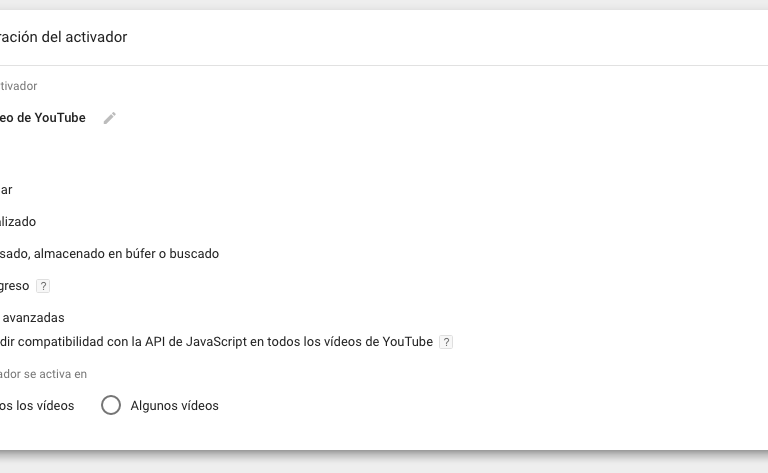 ración del activador
tivador
eo de YouTube
ar
lizado
sado, almacenado en búfer o buscado
greso ?
avanzadas
dir compatibilidad con la API de JavaScript en todos los vídeos de YouTube ?
ador se activa en
os los vídeos Algunos vídeos